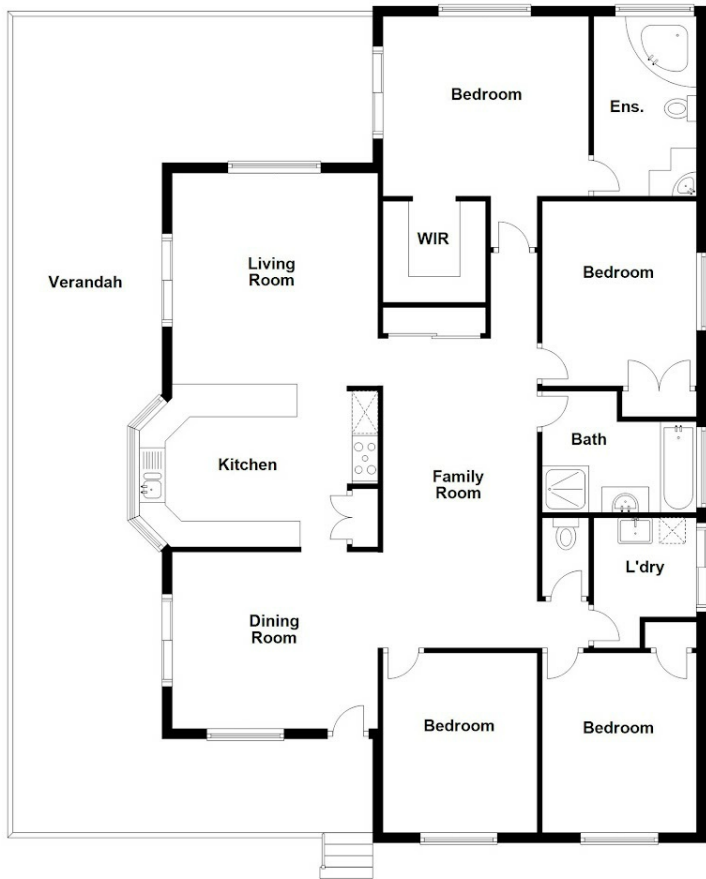 Bedroom
Ens.
WIR
Living
Room
Bedroom
Verandah
Bath
Kitchen
Family
Room
L'dry
Dining
Room
Bedroom
Bedroom